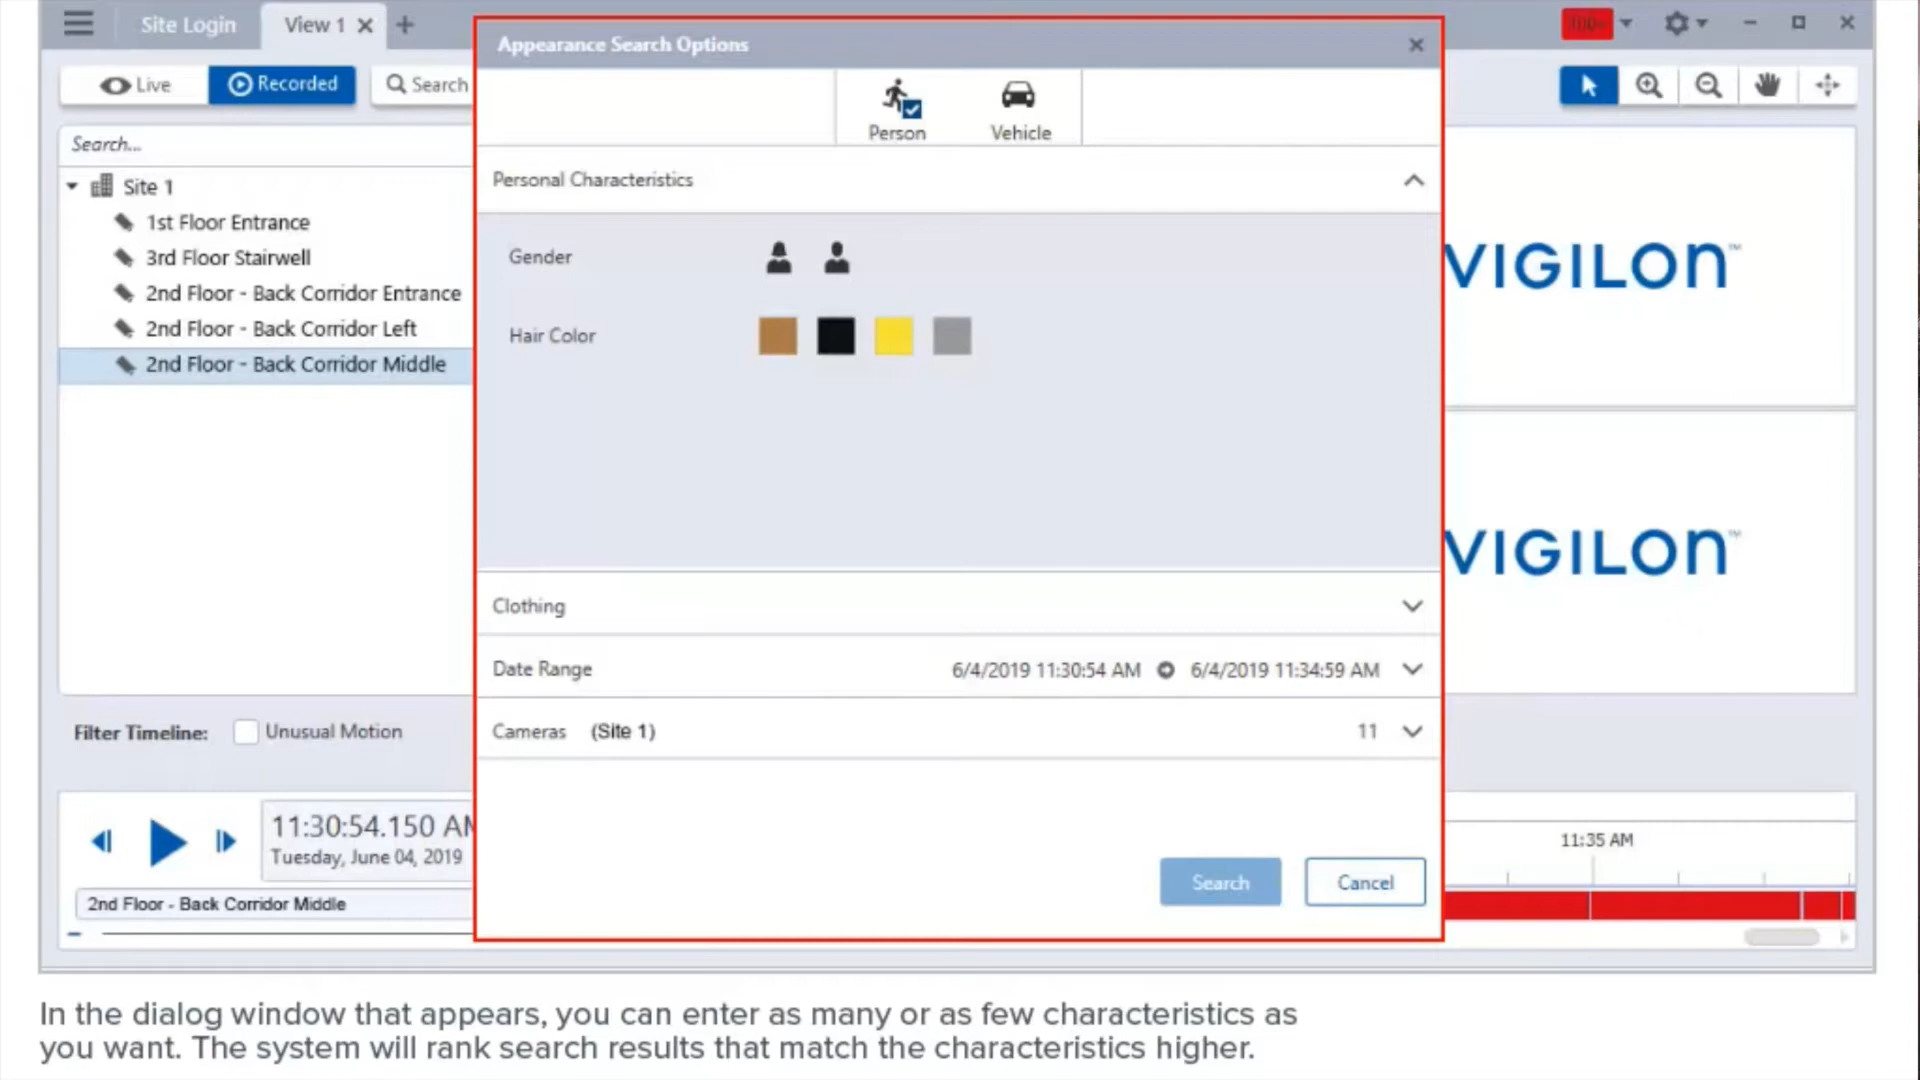 Site Login
View 1
Appearance Search Options
Live
Recorded
Search
Person
Vehicle
Search...
Site 1
1st Floor Entrance
3rd Floor Stairwell
2nd Floor - Back Corridor Entrance
2nd Floor - Back Corridor Left
2nd Floor - Back Corridor Middle
Personal Characteristics
Gender
Hair Color
VIGILON™
VIGILON™
Clothing
Date Range 6/4/2019 11:30:54 AM 6/4/2019 11:34:59 AM
Cameras (Site 1) 11
Search
Cancel
Filter Timeline: Unusual Motion
11:30:54.150 AM
Tuesday, June 04, 2019
2nd Floor - Back Corridor Middle
11:35 AM
In the dialog window that appears, you can enter as many or as few characteristics as
you want. The system will rank search results that match the characteristics higher.